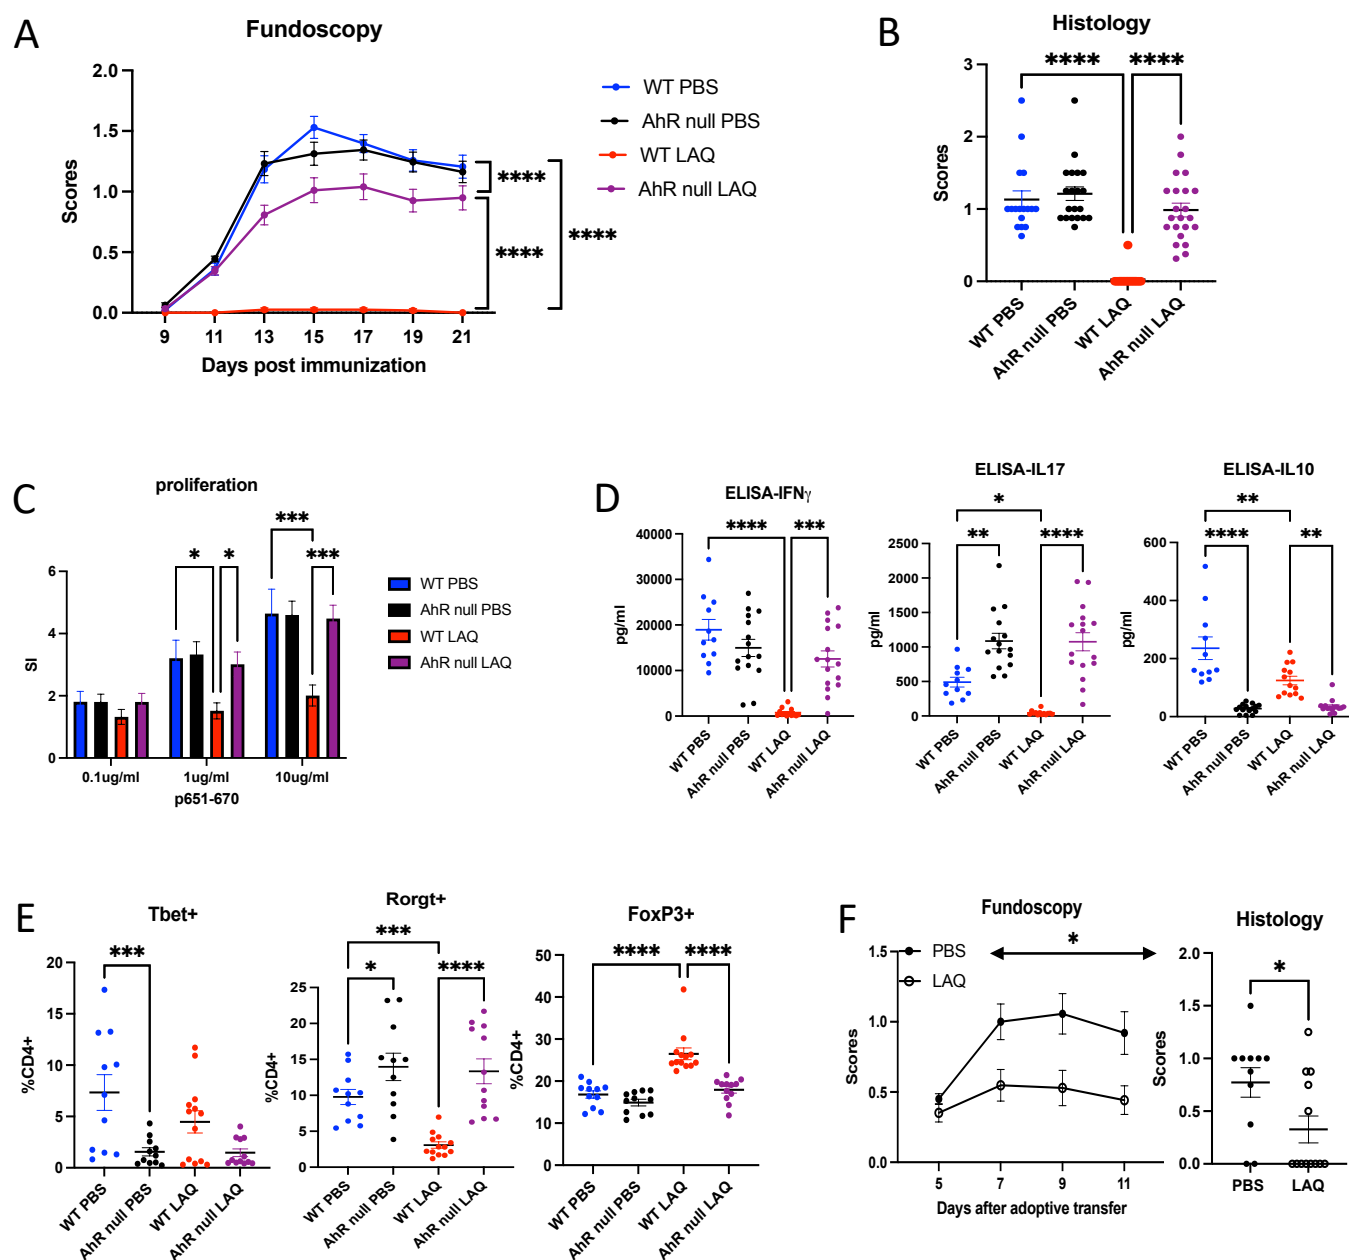 A
Fundoscopy
Scores
2.0
1.5
1.0
0.5
0.0
9 11 13 15 17 19 21
Days post immunization
****
****
****
WT PBS
AhR null PBS
WT LAQ
AhR null LAQ
B
Histology
**** ****
Scores
3
2
1
0
WT PBS
AhR null PBS
WT LAQ
AhR null LAQ
C
proliferation
SI
6
4
2
0
* *
*** ***
0.1ug/ml 1ug/ml 10ug/ml
p651-670
WT PBS
AhR null PBS
WT LAQ
AhR null LAQ
D
ELISA-IFNγ
**** ***
pg/ml
40000
30000
20000
10000
0
WT PBS
AhR null PBS
WT LAQ
AhR null LAQ
ELISA-IL17
*
** ****
pg/ml
2500
2000
1500
1000
500
0
WT PBS
AhR null PBS
WT LAQ
AhR null LAQ
ELISA-IL10
**
**** **
pg/ml
600
400
200
0
WT PBS
AhR null PBS
WT LAQ
AhR null LAQ
E
Tbet+
***
%CD4+
20
15
10
5
0
WT PBS
AhR null PBS
WT LAQ
AhR null LAQ
Rorgt+
***
* ****
%CD4+
25
20
15
10
5
0
WT PBS
AhR null PBS
WT LAQ
AhR null LAQ
FoxP3+
**** ****
%CD4+
50
40
30
20
10
0
WT PBS
AhR null PBS
WT LAQ
AhR null LAQ
F
Fundoscopy
*
PBS
LAQ
Scores
1.5
1.0
0.5
0.0
5 7 9 11
Days after adoptive transfer
Histology
*
Scores
2.0
1.5
1.0
0.5
0.0
PBS LAQ